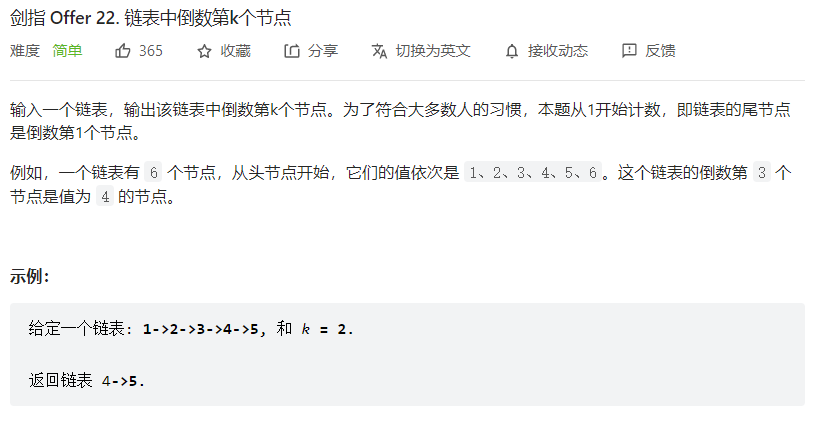 剑指 Offer 22. 链表中倒数第k个节点
难度 简单 365 收藏 分享 切换为英文 接收动态 反馈
输入一个链表，输出该链表中倒数第k个节点。为了符合大多数人的习惯，本题从1开始计数，即链表的尾节点
是倒数第1个节点。
例如，一个链表有 6 个节点，从头节点开始，它们的值依次是 1、2、3、4、5、6。这个链表的倒数第 3 个
节点是值为 4 的节点。
示例：
给定一个链表: 1->2->3->4->5, 和 k = 2.
返回链表 4->5.